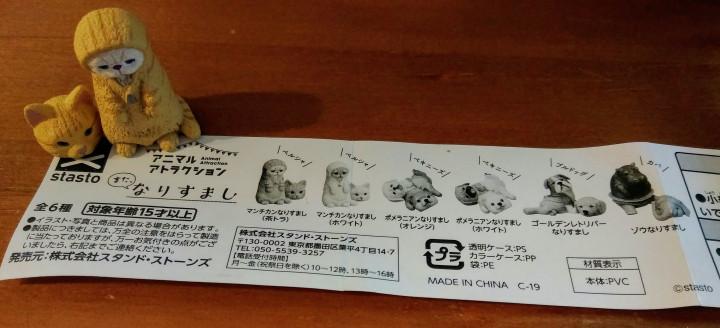 stasto
アニマル
アトラクション
Animal
Attraction
また、なりすまし
全6種
対象年齢15才以上
●イラスト・写真と商品は異なる場合があります。
●製品につきましては、万全の注意をはらって製造
に当たっておりますが、万一お気付きの点がござ
いましたら、右記までご連絡ください。
発売元:株式会社スタンド・ストーンズ
ペルシャ
マンチカンなりすまし
(茶トラ)
ペルシャ
マンチカンなりすまし
(ホワイト)
ペキニーズ
ポメラニアンなりすまし
(オレンジ)
ペキニーズ
ポメラニアンなりすまし
(ホワイト)
ブルドッグ
ゴールデンレトリバー
なりすまし
カバ
ゾウなりすまし
株式会社スタンド・ストーンズ
〒130-0002 東京都墨田区業平4丁目14-7
TEL:050-5539-3257
【電話受付時間】
月〜金(祝祭日を除く)10〜12時、13時〜16時
プラ
透明ケース:PS
カラーケース:PP
袋:PE
MADE IN CHINA C-19
材質表示
本体:PVC
©stasto
●小
いて